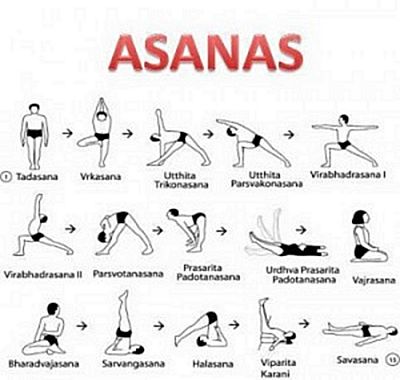 ASANAS
1 Tadasana
Vrkasana
Utthita
Trikonasana
Utthita
Parsvakonasana
Virabhadrasana I
Virabhadrasana II
Parsvotanasana
Prasarita
Padotanasana
Urdhva Prasarita
Padotanasana
Vajrasana
Bharadvajasana
Sarvangasana
Halasana
Viparita
Karani
Savasana 15